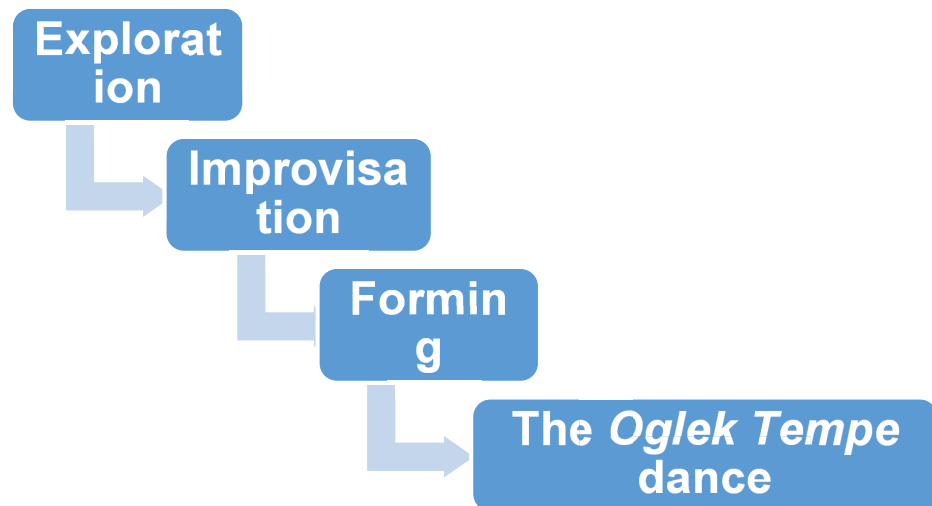 Explorat
ion
Improvisa
tion
Formin
g
The Oglek Tempe
dance